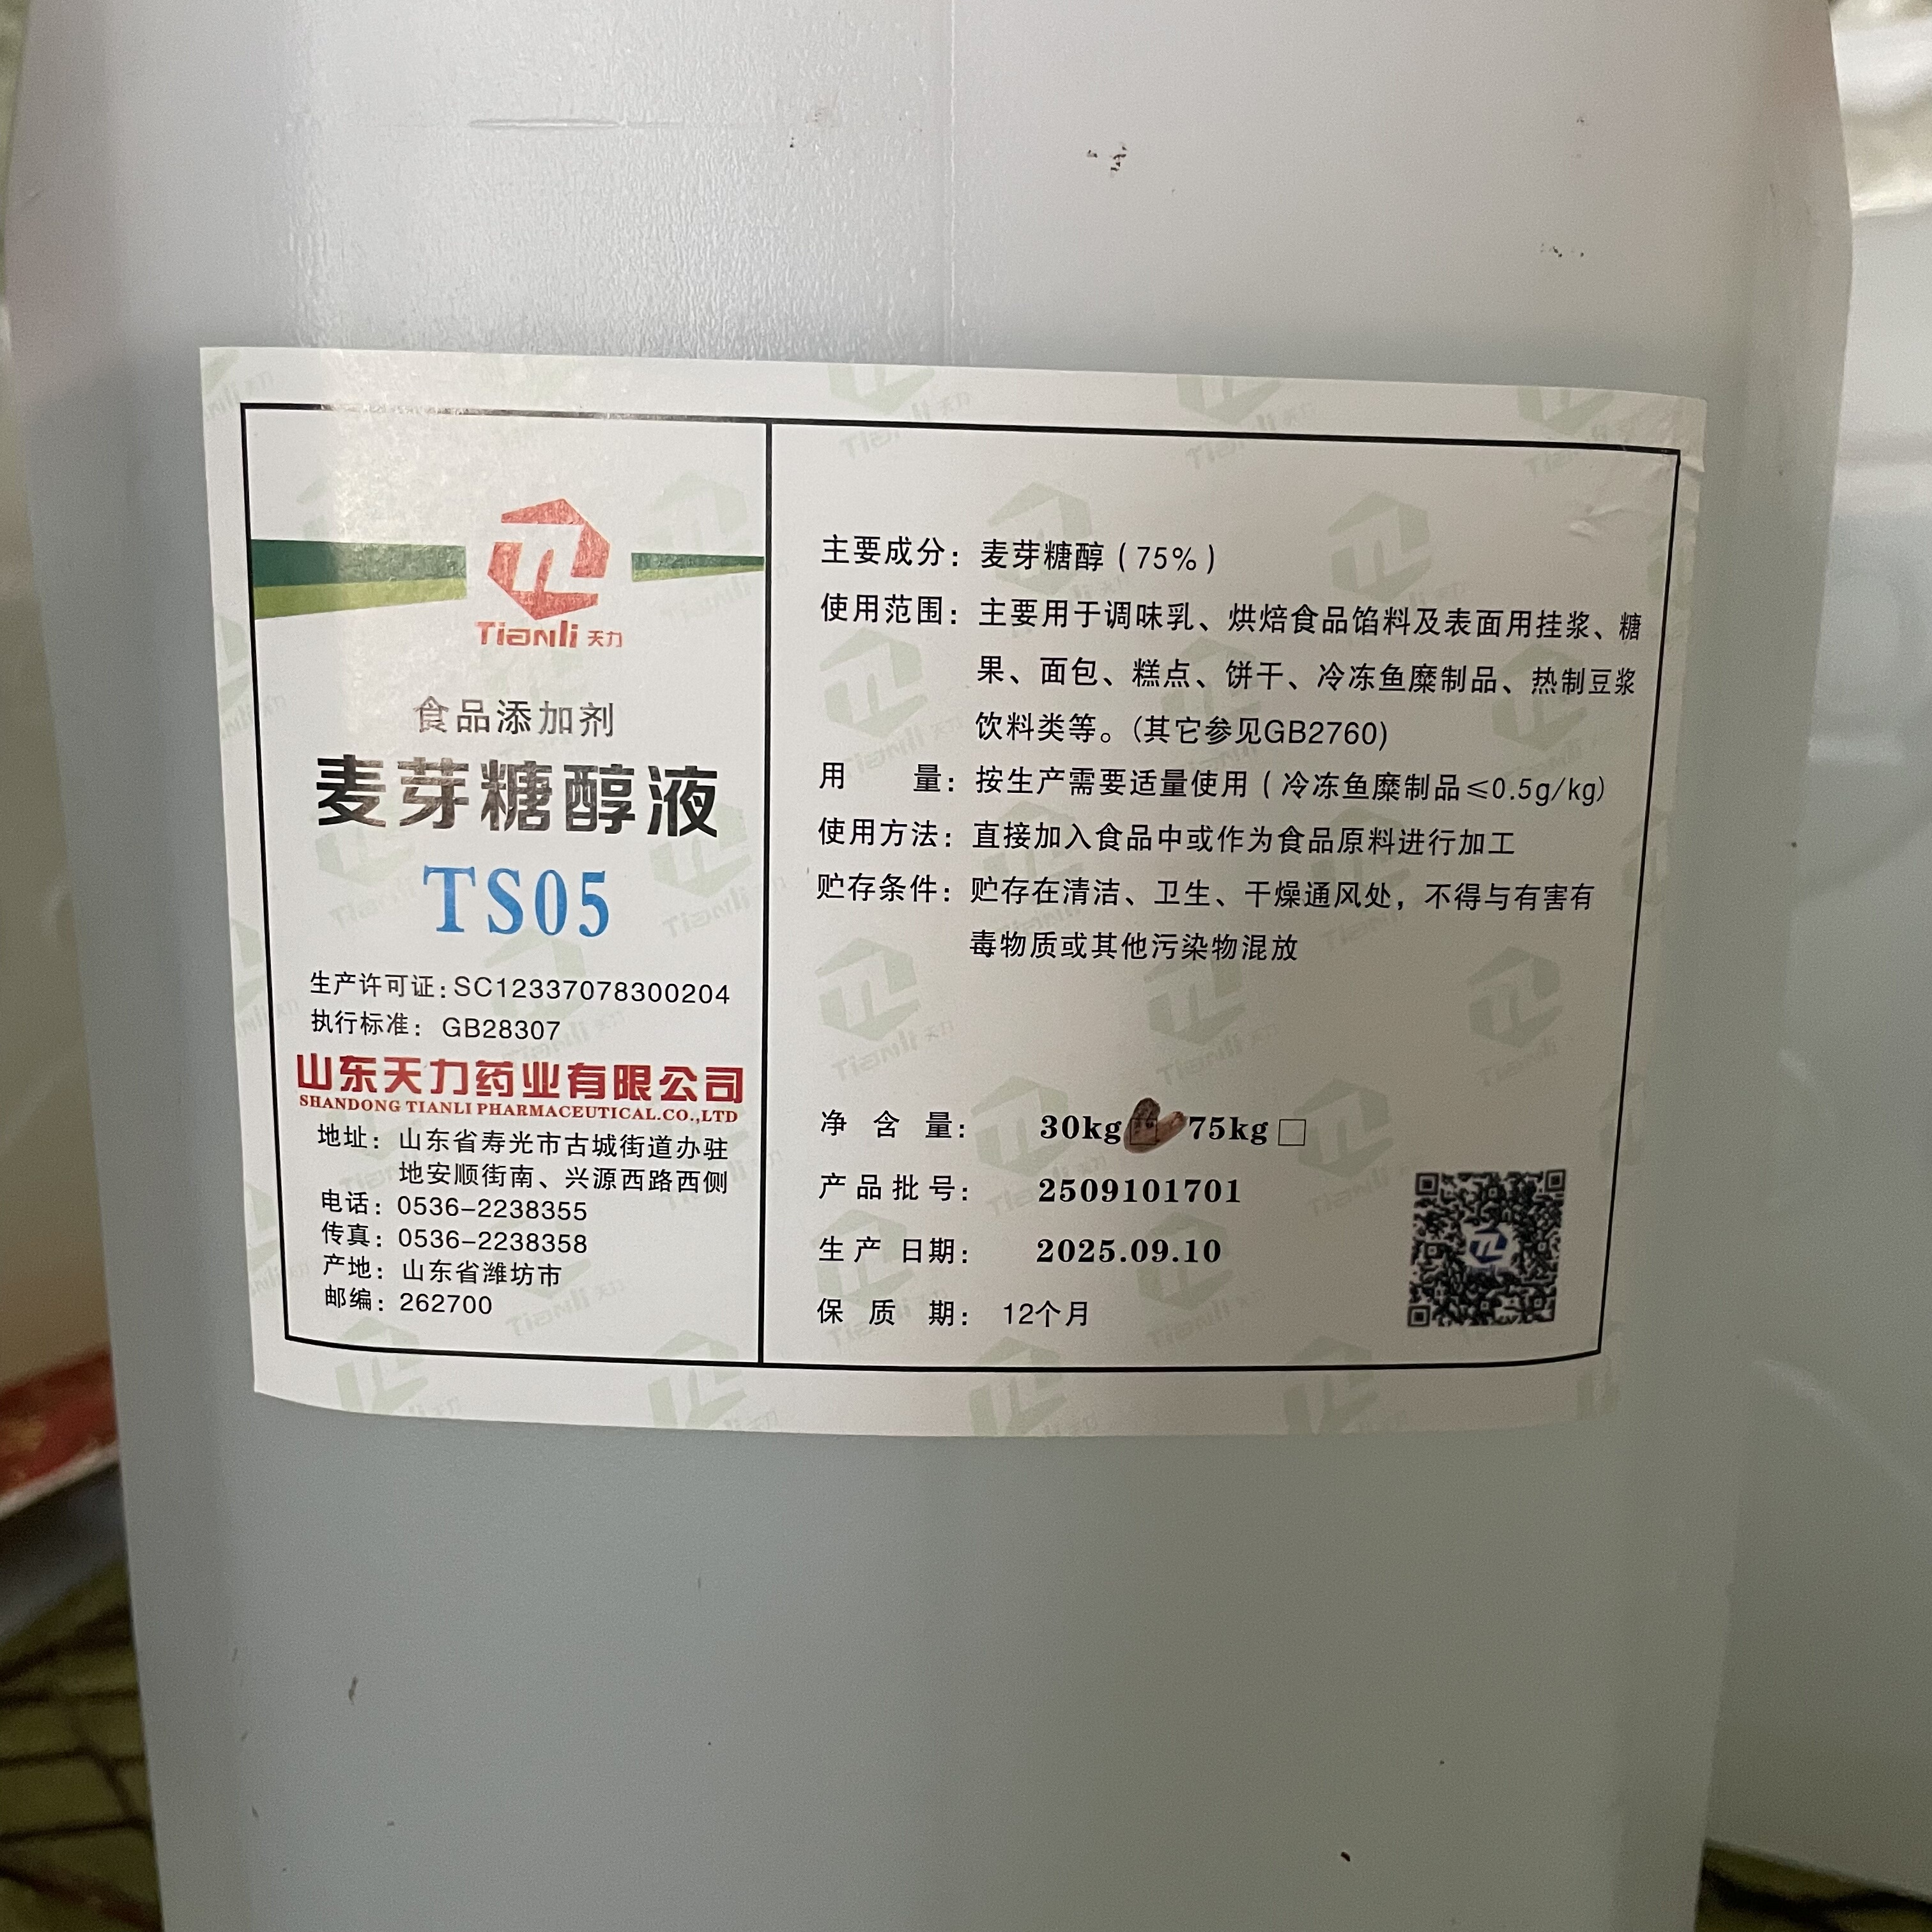 Tianli 天力
食品添加剂
麦芽糖醇液
TS05
生产许可证:SC12337078300204
执行标准: GB28307
山东天力药业有限公司
SHANDONG TIANLI PHARMACEUTICAL.CO.,LTD
地址: 山东省寿光市古城街道办驻
地安顺街南、兴源西路西侧
电话: 0536-2238355
传真: 0536-2238358
产地: 山东省潍坊市
邮编: 262700
主要成分: 麦芽糖醇(75%)
使用范围: 主要用于调味乳、烘焙食品馅料及表面用挂浆、糖
果、面包、糕点、饼干、冷冻鱼糜制品、热制豆浆
饮料类等。(其它参见GB2760)
用 量: 按生产需要适量使用(冷冻鱼糜制品≤0.5g/kg)
使用方法: 直接加入食品中或作为食品原料进行加工
贮存条件: 贮存在清洁、卫生、干燥通风处,不得与有害有
毒物质或其他污染物混放
净 含 量: 30kg☑ 75kg□
产品批号: 2509101701
生产日期: 2025.09.10
保 质 期: 12个月